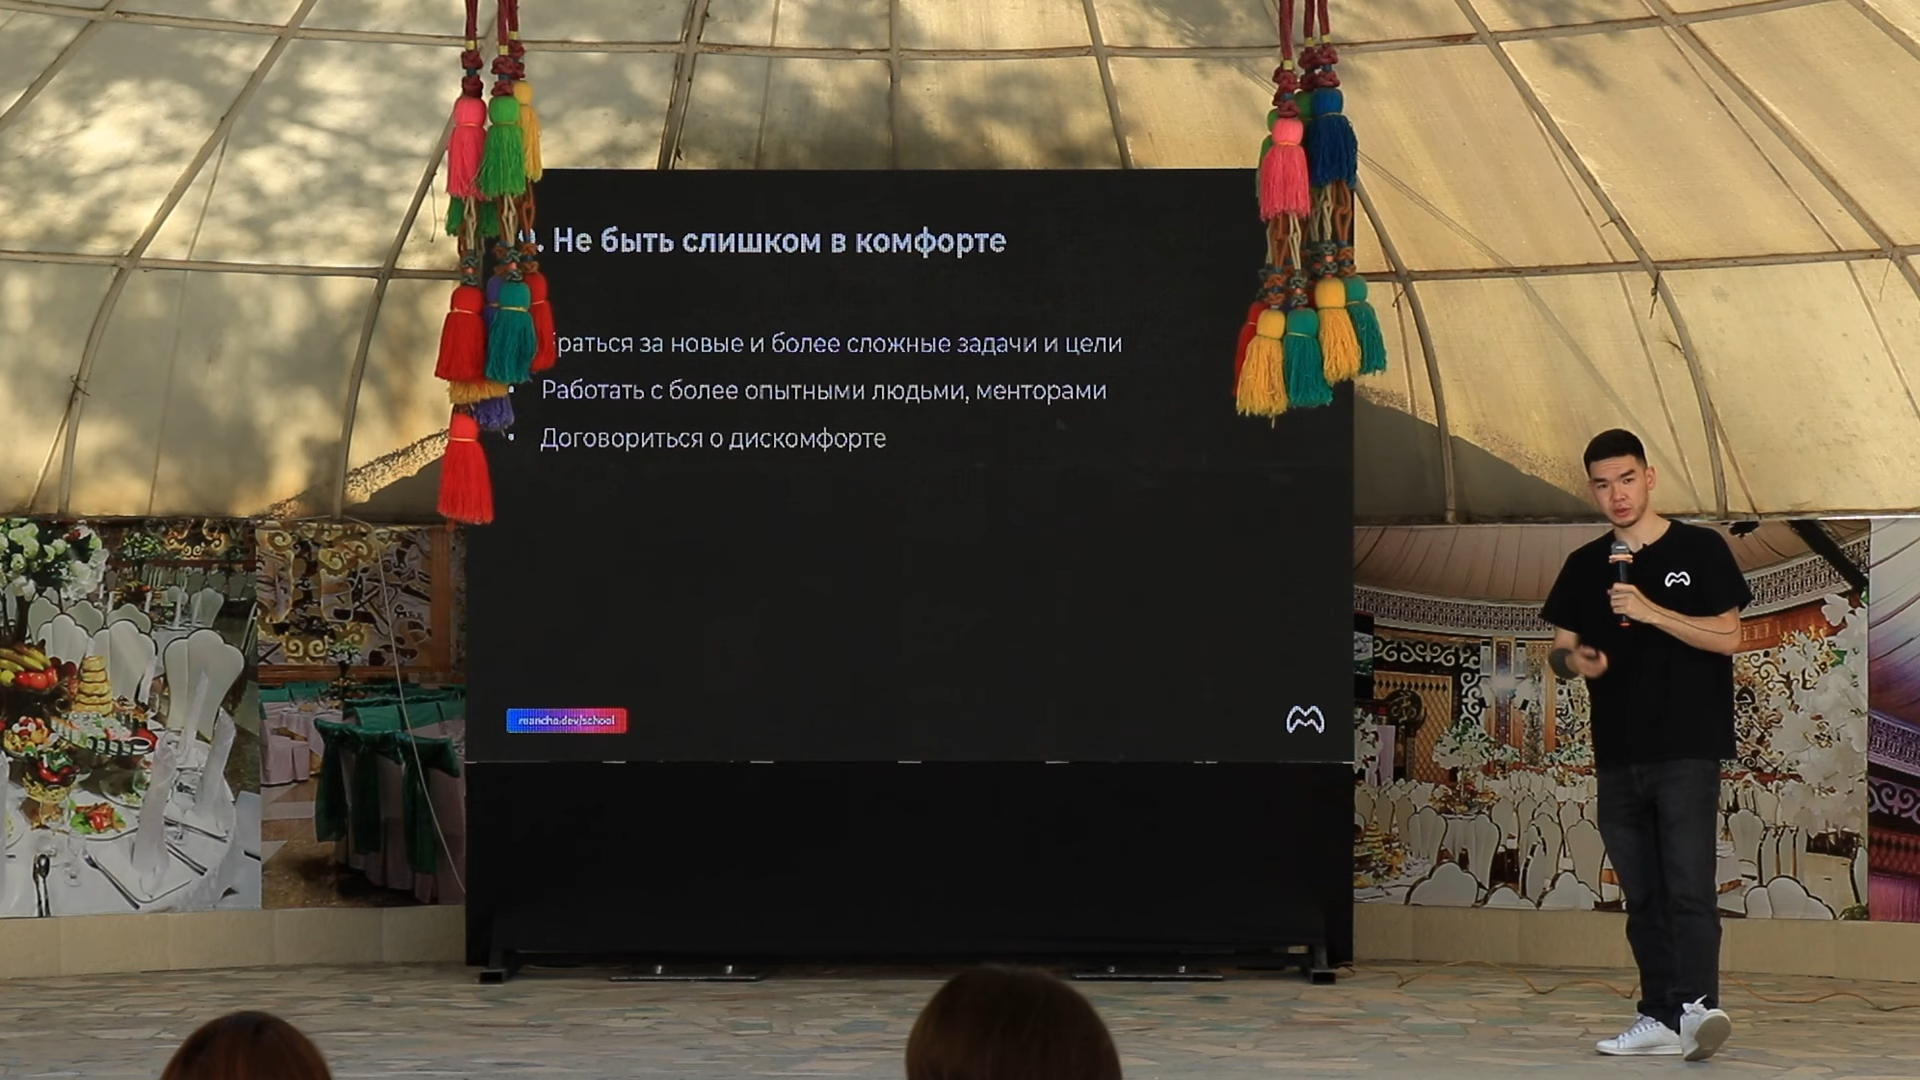 Не быть слишком в комфорте
браться за новые и более сложные задачи и цели
• Работать с более опытными людьми, менторами
• Договориться о дискомфорте
mancho.dev/school